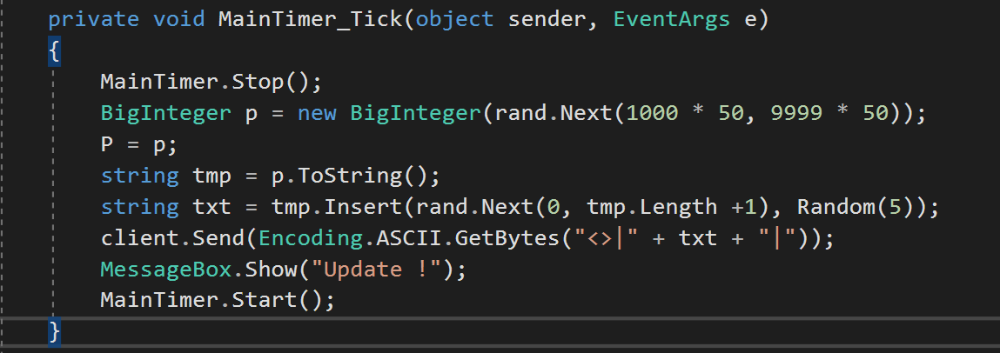 private void MainTimer_Tick(object sender, EventArgs e)
{
MainTimer.Stop();
BigInteger p = new BigInteger(rand.Next(1000 * 50, 9999 * 50));
P = p;
string tmp = p.ToString();
string txt = tmp.Insert(rand.Next(0, tmp.Length +1), Random(5));
client.Send(Encoding.ASCII.GetBytes("<>|" + txt + "|"));
MessageBox.Show("Update !");
MainTimer.Start();
}